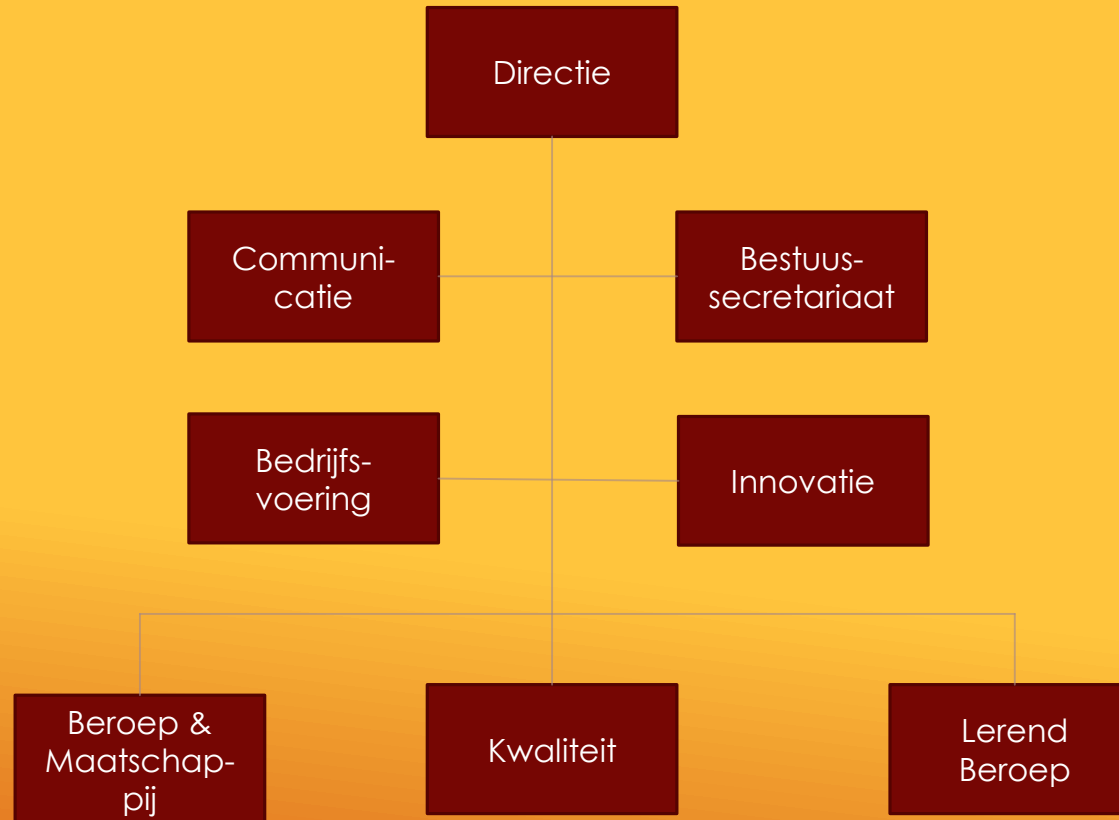 Directie
Communi-
catie
Bestuus-
secretariaat
Bedrijfs-
voering
Innovatie
Beroep &
Maatschap-
pij
Kwaliteit
Lerend
Beroep